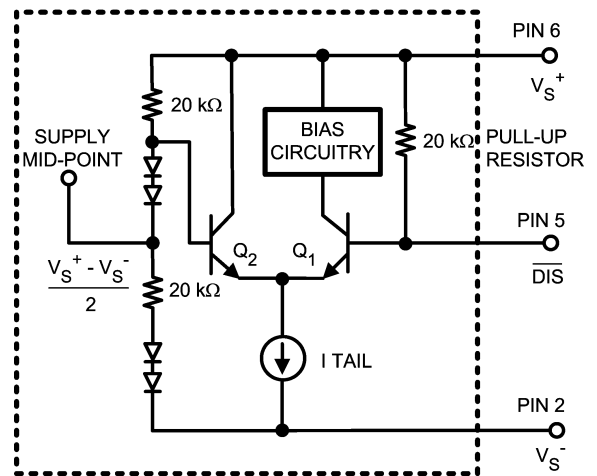 PIN 6
V_S^+
20 kΩ
BIAS
CIRCUITRY
20 kΩ
PULL-UP
RESISTOR
SUPPLY
MID-POINT
PIN 5
DIS
Q_2
Q_1
V_S^+ - V_S^-
2
20 kΩ
I TAIL
PIN 2
V_S^-